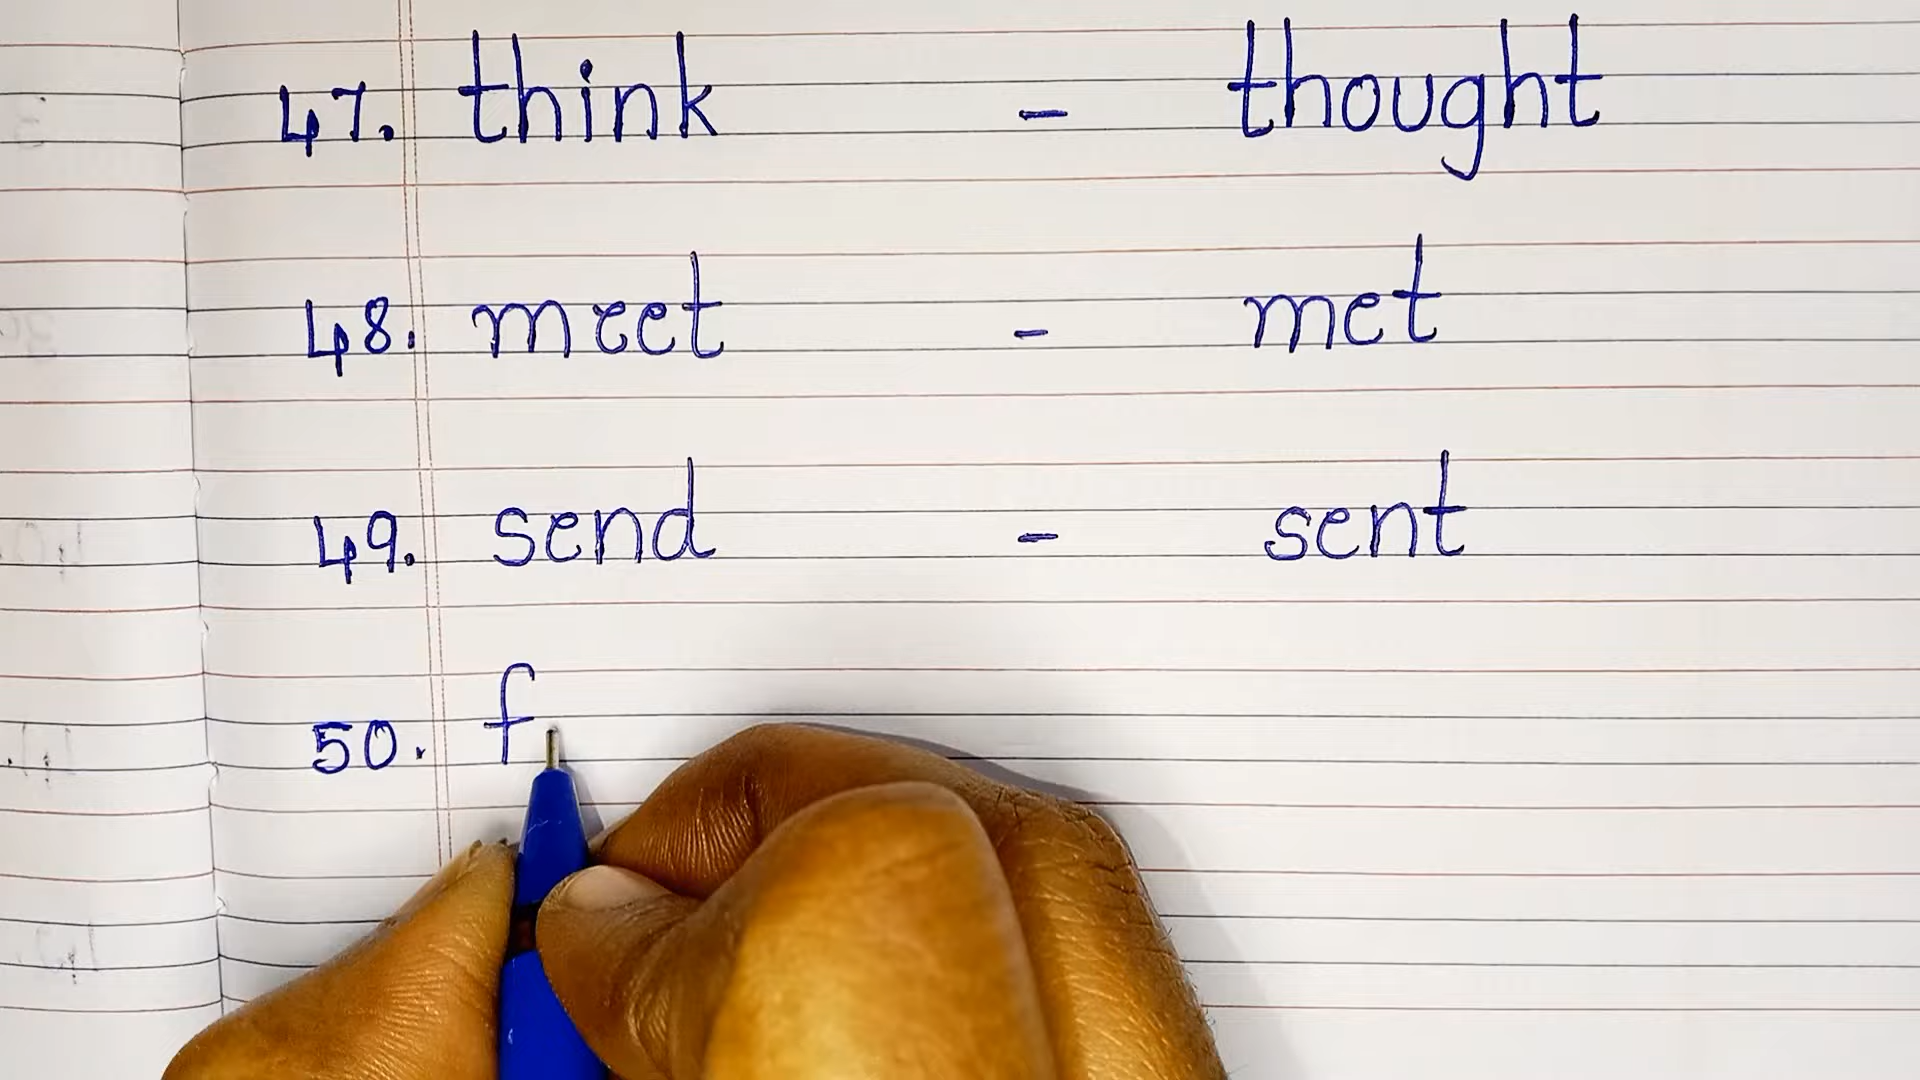 47. think - thought
48. meet - met
49. send - sent
50. f